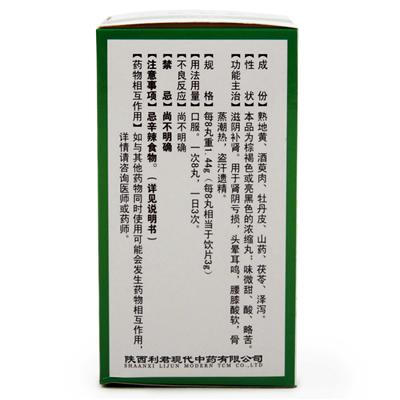 【成 份】熟地黄、酒萸肉、牡丹皮、山药、茯苓、泽泻。
【性 状】本品为棕褐色或亮黑色的浓缩丸；味微甜、酸、略苦。
【功能主治】滋阴补肾。用于肾阴亏损，头晕耳鸣，腰膝酸软，骨
蒸潮热，盗汗遗精。
【规 格】每8丸重1.44g（每8丸相当于饮片3g）
【用法用量】口服。一次8丸，一日3次。
【不良反应】尚不明确
【禁 忌】尚不明确
【注意事项】忌辛辣食物。（详见说明书）
【药物相互作用】如与其他药物同时使用可能会发生药物相互作用，
详情请咨询医师或药师。
陕西利君现代中药有限公司
SHAANXI LIJUN MODERN TCM CO.,LTD